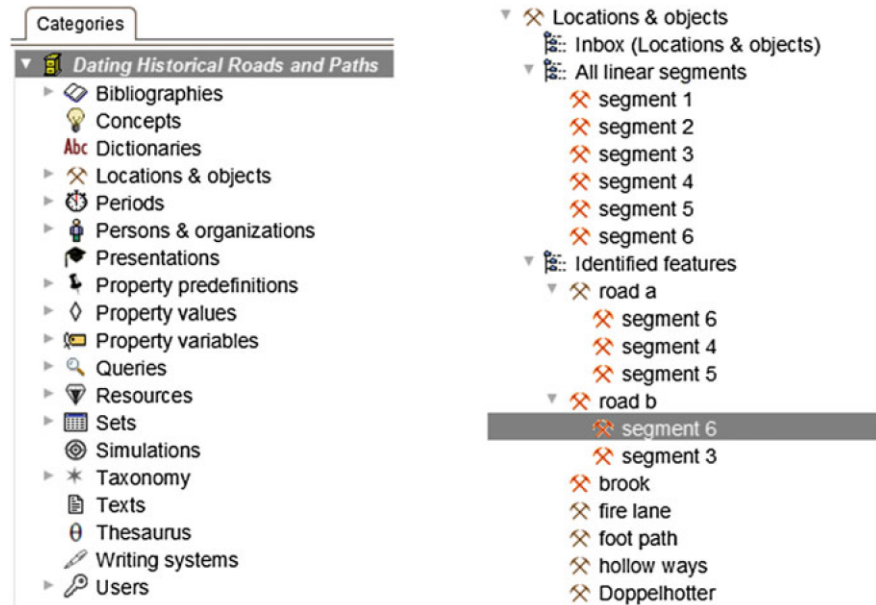 Categories
Dating Historical Roads and Paths
Bibliographies
Concepts
Abc Dictionaries
Locations & objects
Periods
Persons & organizations
Presentations
Property predefinitions
Property values
Property variables
Queries
Resources
Sets
Simulations
Taxonomy
Texts
Thesaurus
Writing systems
Users
Locations & objects
Inbox (Locations & objects)
All linear segments
segment 1
segment 2
segment 3
segment 4
segment 5
segment 6
Identified features
road a
segment 6
segment 4
segment 5
road b
segment 6
segment 3
brook
fire lane
foot path
hollow ways
Doppelhotter